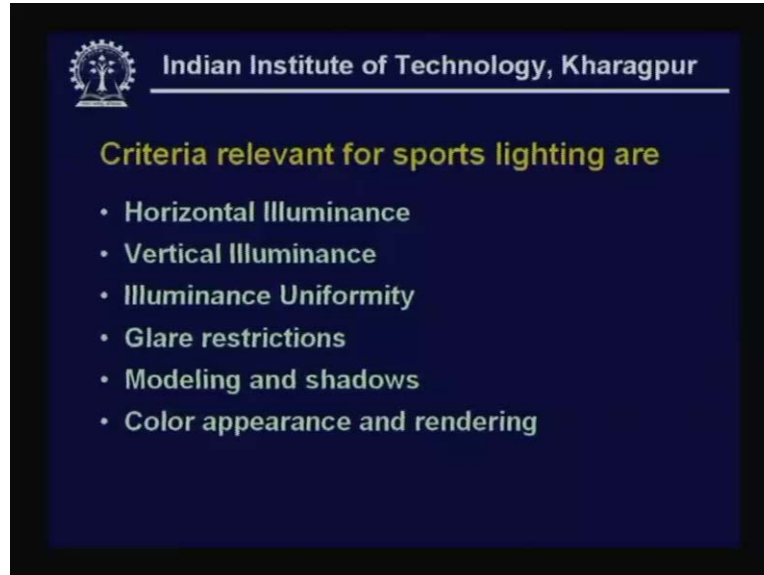 Indian Institute of Technology, Kharagpur
Criteria relevant for sports lighting are
• Horizontal Illuminance
• Vertical Illuminance
• Illuminance Uniformity
• Glare restrictions
• Modeling and shadows
• Color appearance and rendering